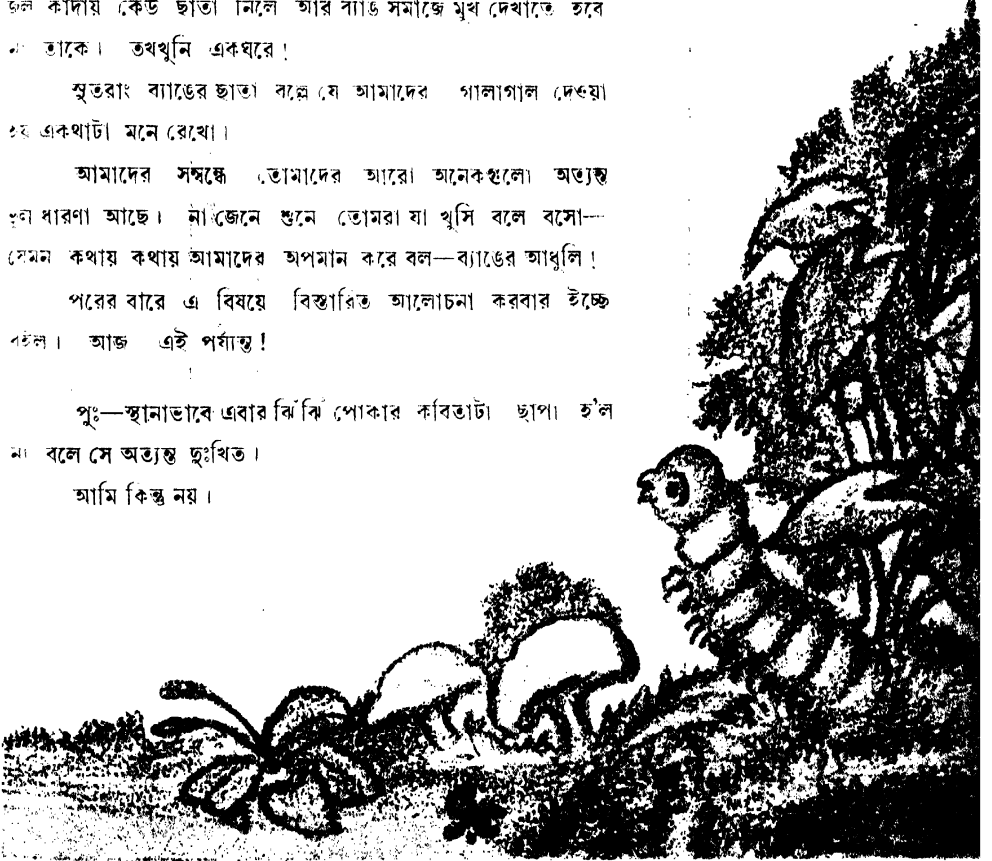 জল কাদায় কেউ ছাতা নিলে আর ব্যাঙ সমাজে মুখ দেখাতে হবে
না তাকে। তখখুনি একঘরে!
সুতরাং ব্যাঙের ছাতা বল্লে যে আমাদের গালাগাল দেওয়া
হয় একথাটা মনে রেখো।
আমাদের সম্বন্ধে তোমাদের আরো অনেকগুলো অত্যন্ত
ভুল ধারণা আছে। না জেনে শুনে তোমরা যা খুসি বলে বসো—
যেমন কথায় কথায় আমাদের অপমান করে বল—ব্যাঙের আধুলি!
পরের বারে এ বিষয়ে বিস্তারিত আলোচনা করবার ইচ্ছে
রইল। আজ এই পর্য্যন্ত!
পুঃ—স্থানাভাবে এবার ঝিঁ ঝিঁ পোকার কবিতাটা ছাপা হ'ল
না বলে সে অত্যন্ত দুঃখিত।
আমি কিন্তু নয়।